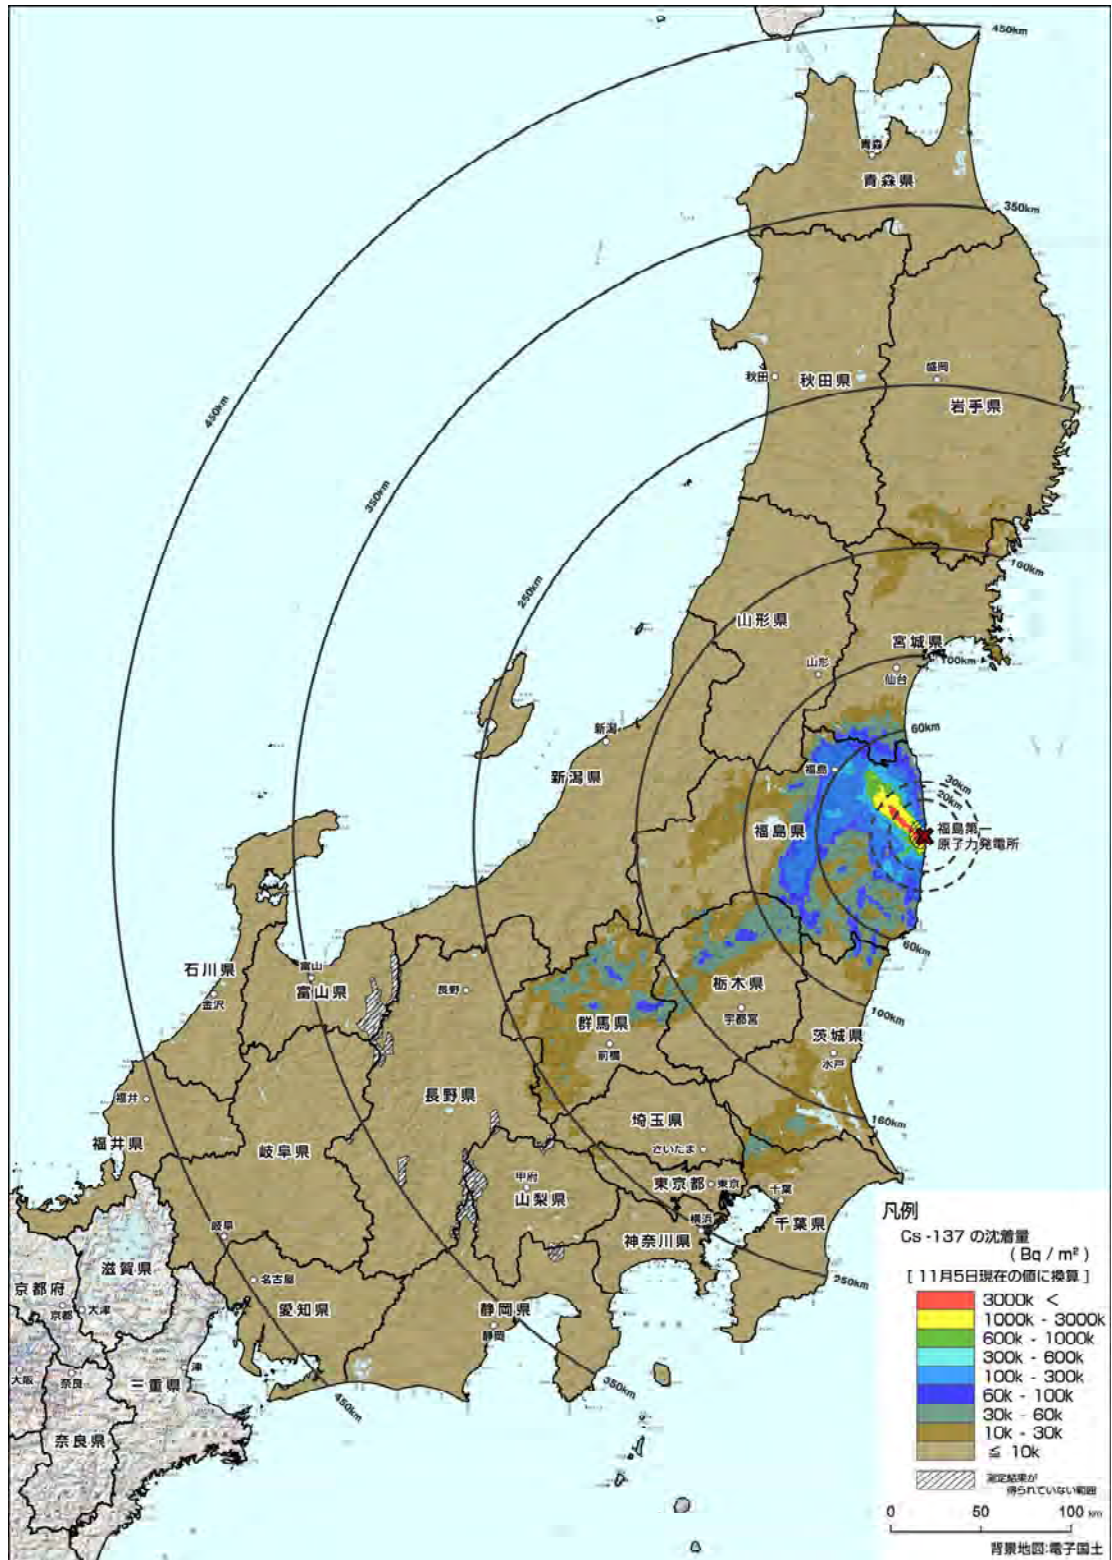 450km
青森
青森県
350km
秋田
秋田県
盛岡
岩手県
450km
350km
250km
160km
山形県
宮城県
100km
山形
仙台
新潟
60km
新潟県
福島
30km
20km
福島県
福島第一
原子力発電所
60km
石川県
富山
富山県
金沢
長野
栃木県
宇都宮
100km
群馬県
前橋
茨城県
水戸
長野県
福井
福井県
岐阜県
埼玉県
さいたま
160km
甲府
山梨県
東京都
東京
千葉
千葉県
横浜
神奈川県
岐阜
滋賀県
京都府
京都
大津
名古屋
愛知県
静岡県
静岡
250km
大阪
奈良
三重県
津
奈良県
450km
350km
凡例
Cs-137 の沈着量
( Bq / m² )
[ 11月5日現在の値に換算 ]
3000k <
1000k - 3000k
600k - 1000k
300k - 600k
100k - 300k
60k - 100k
30k - 60k
10k - 30k
≦ 10k
測定結果が
得られていない範囲
0 50 100 km
背景地図:電子国土